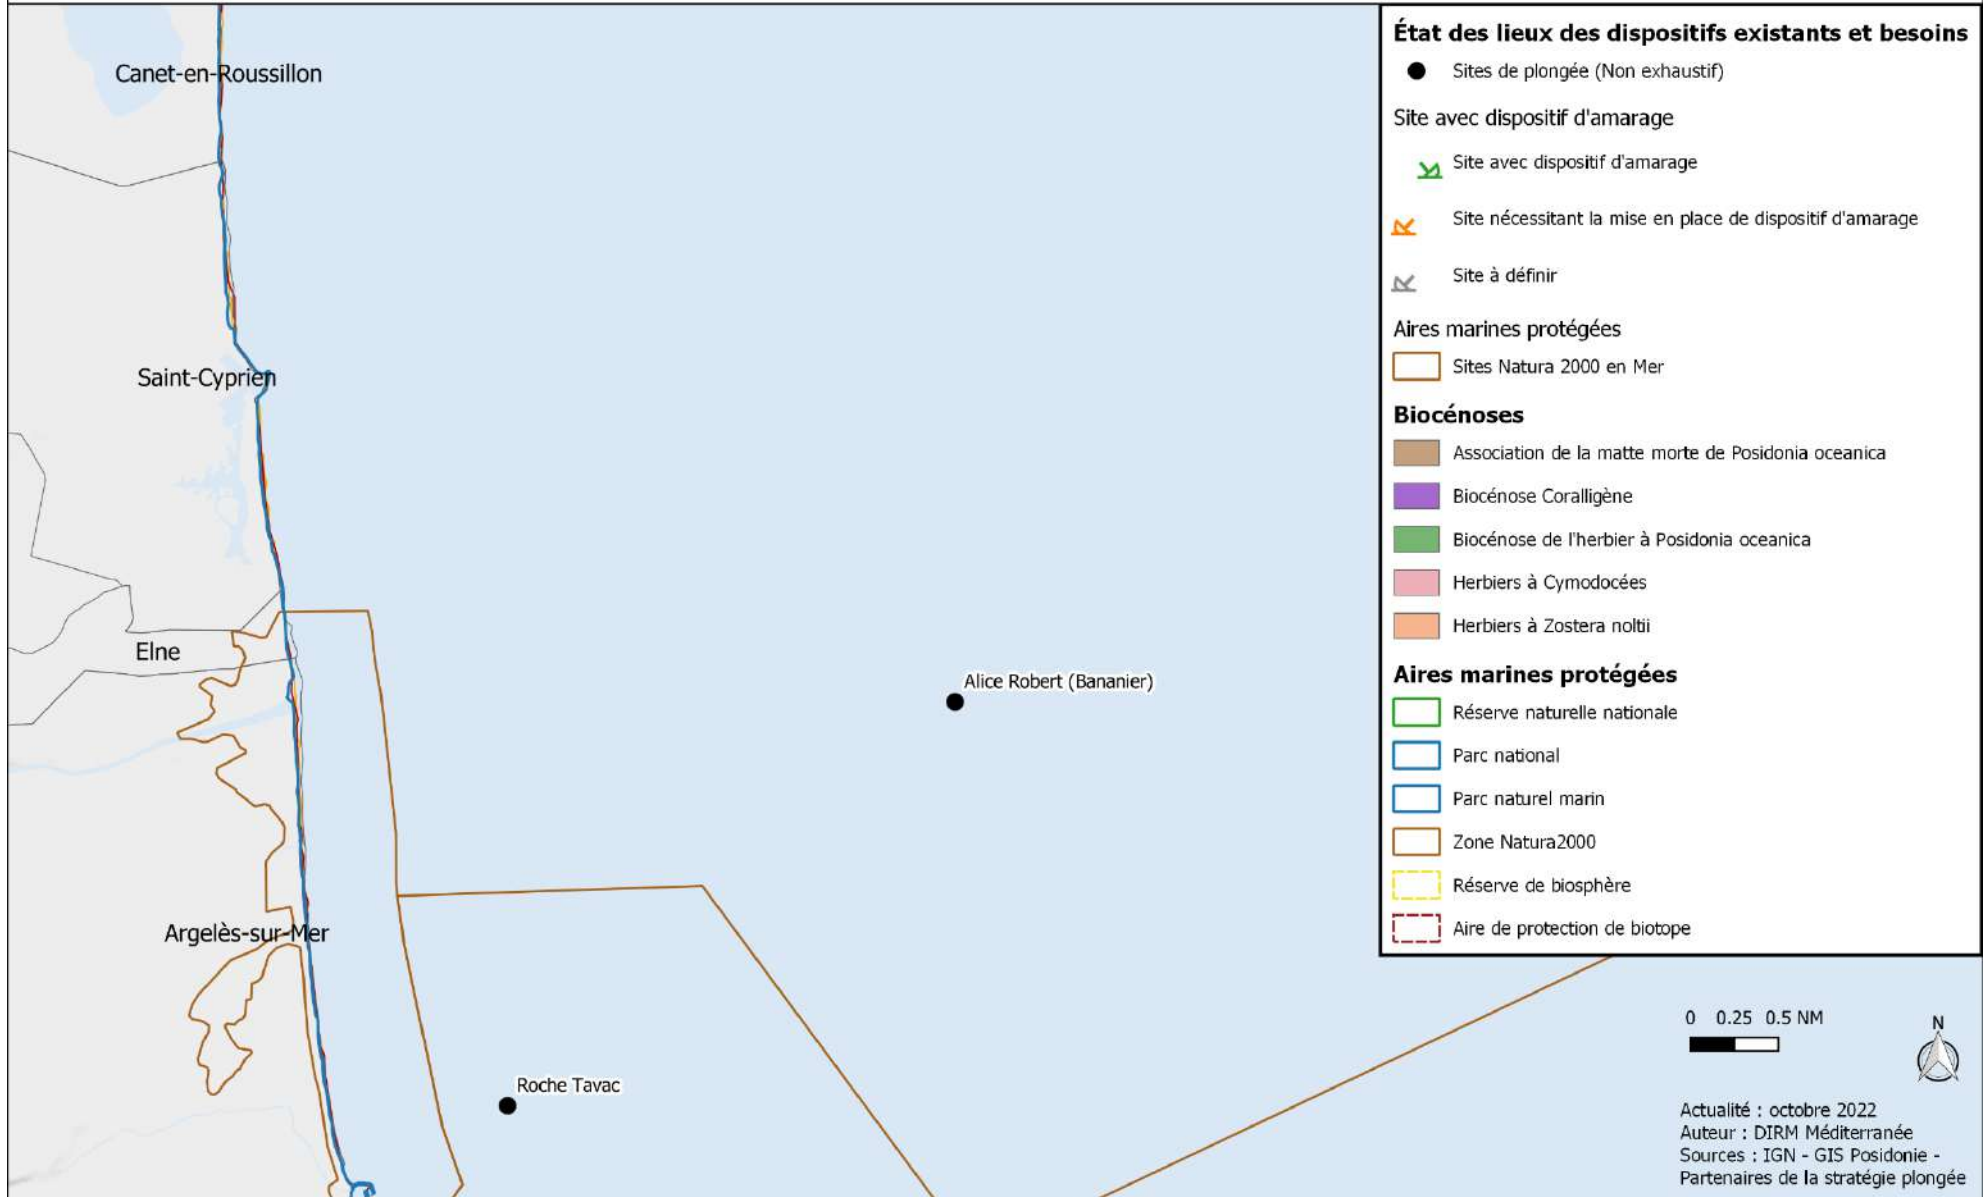 Canet-en-Roussillon
Saint-Cyprien
Elne
Argelès-sur-Mer
Alice Robert (Bananier)
Roche Tavac
État des lieux des dispositifs existants et besoins
Sites de plongée (Non exhaustif)
Site avec dispositif d'amarage
Site avec dispositif d'amarage
Site nécessitant la mise en place de dispositif d'amarage
Site à définir
Aires marines protégées
Sites Natura 2000 en Mer
Biocénoses
Association de la matte morte de Posidonia oceanica
Biocénose Coralligène
Biocénose de l'herbier à Posidonia oceanica
Herbiers à Cymodocées
Herbiers à Zostera noltii
Aires marines protégées
Réserve naturelle nationale
Parc national
Parc naturel marin
Zone Natura2000
Réserve de biosphère
Aire de protection de biotope
0 0.25 0.5 NM
N
Actualité : octobre 2022
Auteur : DIRM Méditerranée
Sources : IGN - GIS Posidonie -
Partenaires de la stratégie plongée